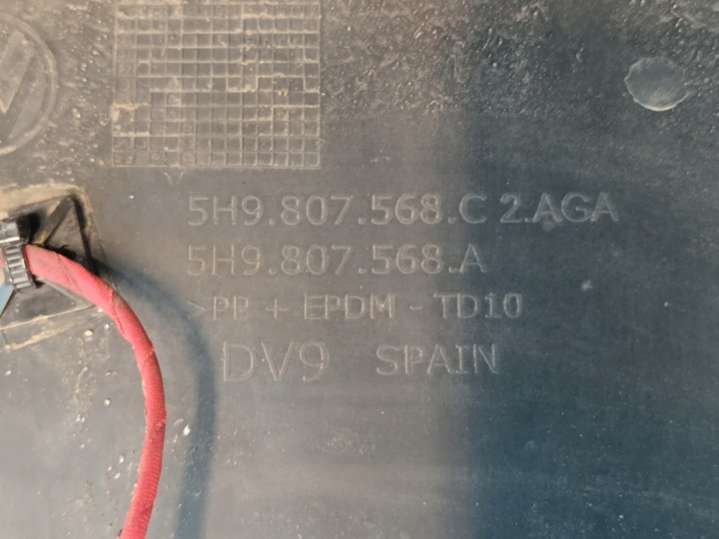 5H9.807.568.C 2.AGA
5H9.807.568.A
>PP + EPDM - TD10
DV9 SPAIN